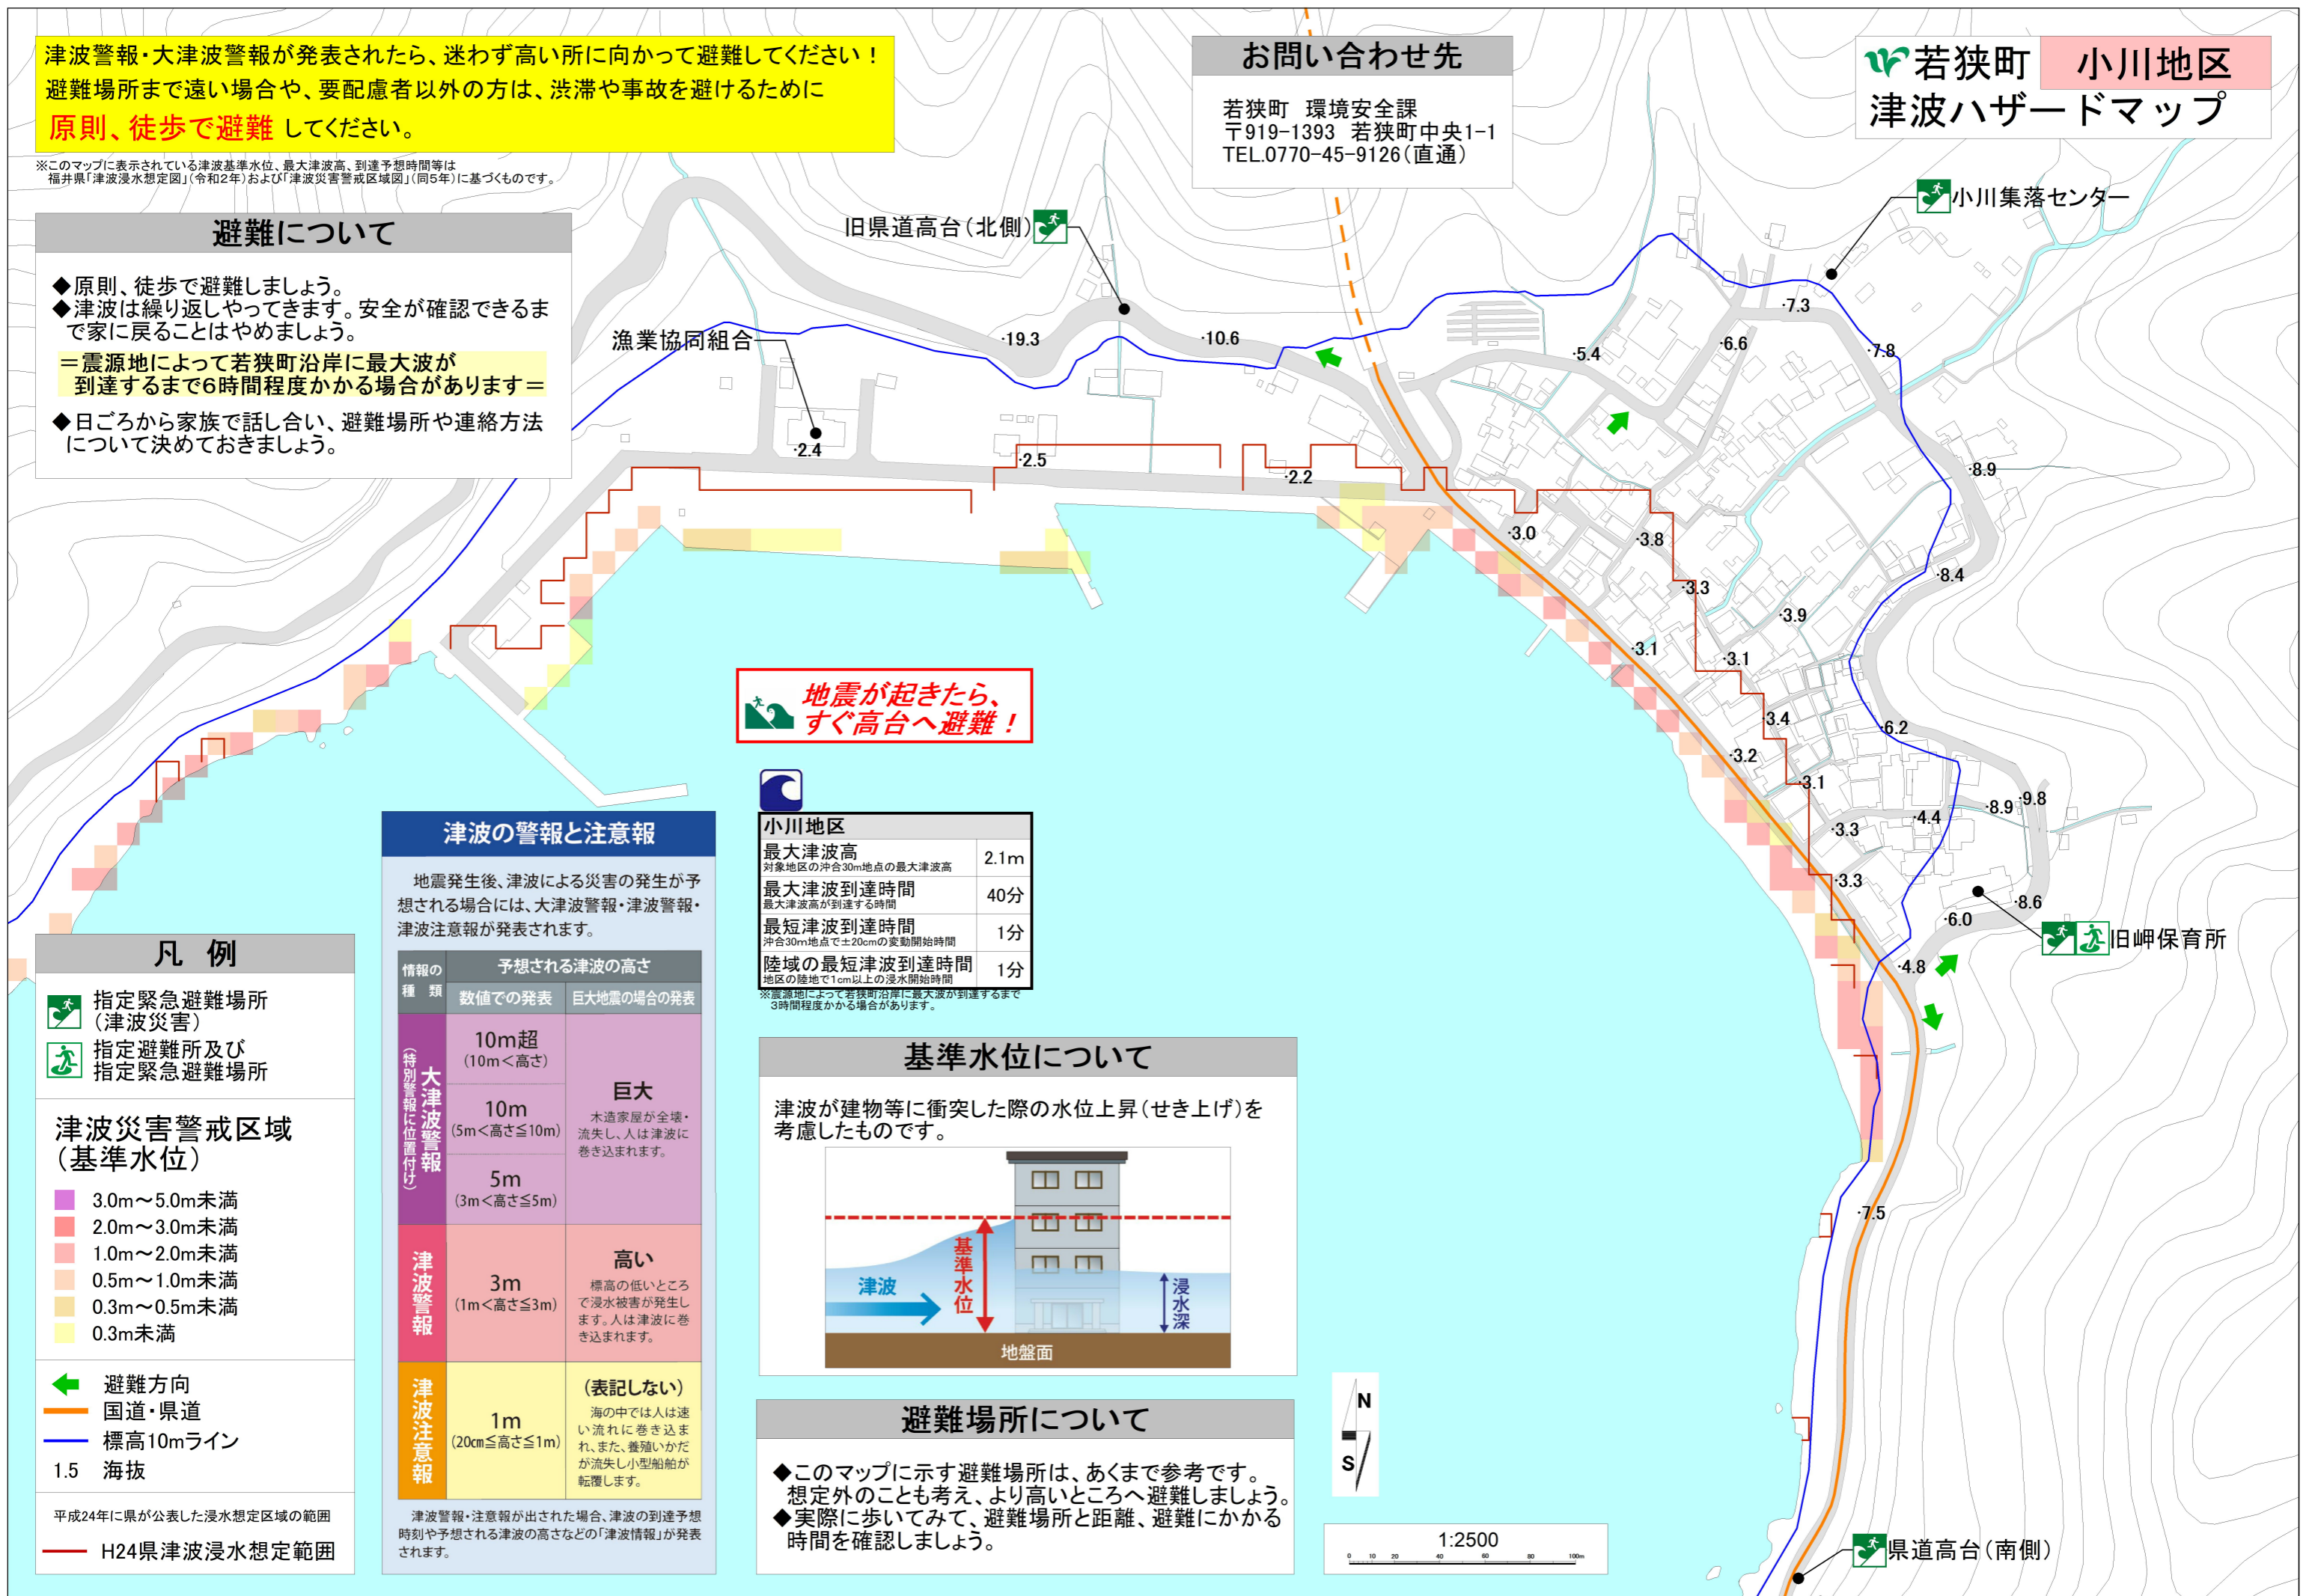 津波警報・大津波警報が発表されたら、迷わず高い所に向かって避難してください！
避難場所まで遠い場合や、要配慮者以外の方は、渋滞や事故を避けるために
原則、徒歩で避難 してください。
※このマップに表示されている津波基準水位、最大津波高、到達予想時間等は
福井県「津波浸水想定図」（令和2年）および「津波災害警戒区域図」（同5年）に基づくものです。
お問い合わせ先
若狭町 環境安全課
〒919-1393 若狭町中央1-1
TEL.0770-45-9126（直通）
若狭町 小川地区
津波ハザードマップ
避難について
◆原則、徒歩で避難しましょう。
◆津波は繰り返しやってきます。安全が確認できるま
で家に戻ることはやめましょう。
＝震源地によって若狭町沿岸に最大波が
到達するまで6時間程度かかる場合があります＝
◆日ごろから家族で話し合い、避難場所や連絡方法
について決めておきましょう。
旧県道高台（北側）
小川集落センター
漁業協同組合
・19.3
・10.6
・5.4
・6.6
・7.3
・7.8
・2.4
・2.5
・2.2
・8.9
・3.0
・3.8
・8.4
・3.3
・3.9
・3.1
・3.1
・3.4
・6.2
・3.2
・3.1
・8.9
・9.8
・4.4
・3.3
・3.3
・8.6
・6.0
旧岬保育所
・4.8
・7.5
県道高台（南側）
地震が起きたら、
すぐ高台へ避難！
小川地区
最大津波高 2.1m
対象地区の沖合30m地点の最大津波高
最大津波到達時間 40分
最大津波高が到達する時間
最短津波到達時間 1分
沖合30m地点で±20cmの変動開始時間
陸域の最短津波到達時間 1分
地区の陸地で1cm以上の浸水開始時間
※震源地によって若狭町沿岸に最大波が到達するまで
3時間程度かかる場合があります。
津波の警報と注意報
地震発生後、津波による災害の発生が予
想される場合には、大津波警報・津波警報・
津波注意報が発表されます。
情報の
種 類
予想される津波の高さ
数値での発表
巨大地震の場合の発表
大津波警報
（特別警報に位置付け）
10m超
（10m＜高さ）
10m
（5m＜高さ≦10m）
5m
（3m＜高さ≦5m）
巨大
木造家屋が全壊・
流失し、人は津波に
巻き込まれます。
津波警報
3m
（1m＜高さ≦3m）
高い
標高の低いところ
で浸水被害が発生し
ます。人は津波に巻
き込まれます。
津波注意報
1m
（20㎝≦高さ≦1m）
（表記しない）
海の中では人は速
い流れに巻き込ま
れ、また、養殖いかだ
が流失し小型船舶が
転覆します。
津波警報・注意報が出された場合、津波の到達予想
時刻や予想される津波の高さなどの「津波情報」が発表
されます。
凡 例
指定緊急避難場所
（津波災害）
指定避難所及び
指定緊急避難場所
津波災害警戒区域
（基準水位）
3.0m～5.0m未満
2.0m～3.0m未満
1.0m～2.0m未満
0.5m～1.0m未満
0.3m～0.5m未満
0.3m未満
避難方向
国道・県道
標高10mライン
1.5 海抜
平成24年に県が公表した浸水想定区域の範囲
H24県津波浸水想定範囲
基準水位について
津波が建物等に衝突した際の水位上昇（せき上げ）を
考慮したものです。
津波
基準水位
浸水深
地盤面
避難場所について
◆このマップに示す避難場所は、あくまで参考です。
想定外のことも考え、より高いところへ避難しましょう。
◆実際に歩いてみて、避難場所と距離、避難にかかる
時間を確認しましょう。
N
S
1:2500
0 10 20 40 60 80 100m